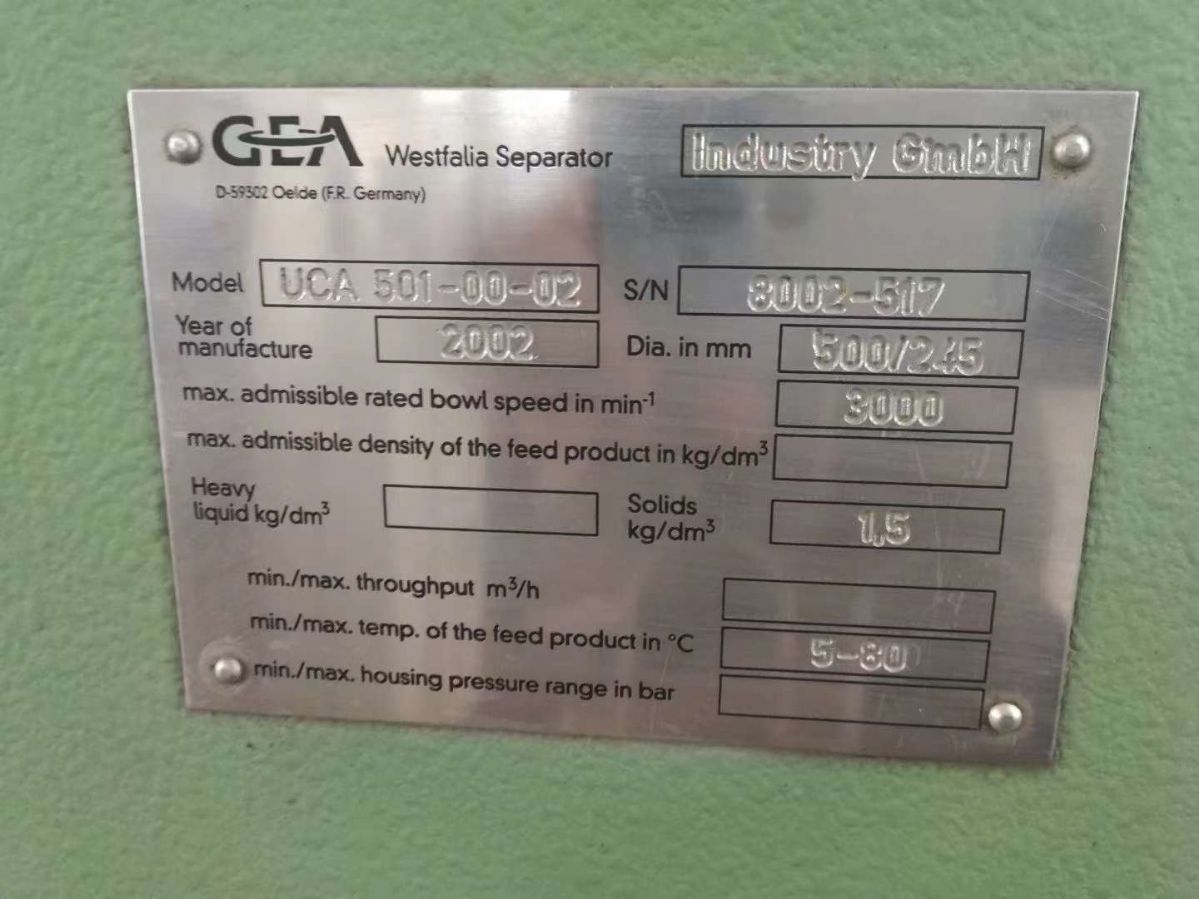 GEA Westfalia Separator Industry GmbH
D-59302 Oelde (F.R. Germany)
Model UCA 501-00-02 S/N 8002-517
Year of manufacture 2002 Dia. in mm 500/245
max. admissible rated bowl speed in min-1 3000
max. admissible density of the feed product in kg/dm³
Heavy liquid kg/dm³ Solids kg/dm³ 1,5
min./max. throughput m³/h
min./max. temp. of the feed product in °C 5-80
min./max. housing pressure range in bar